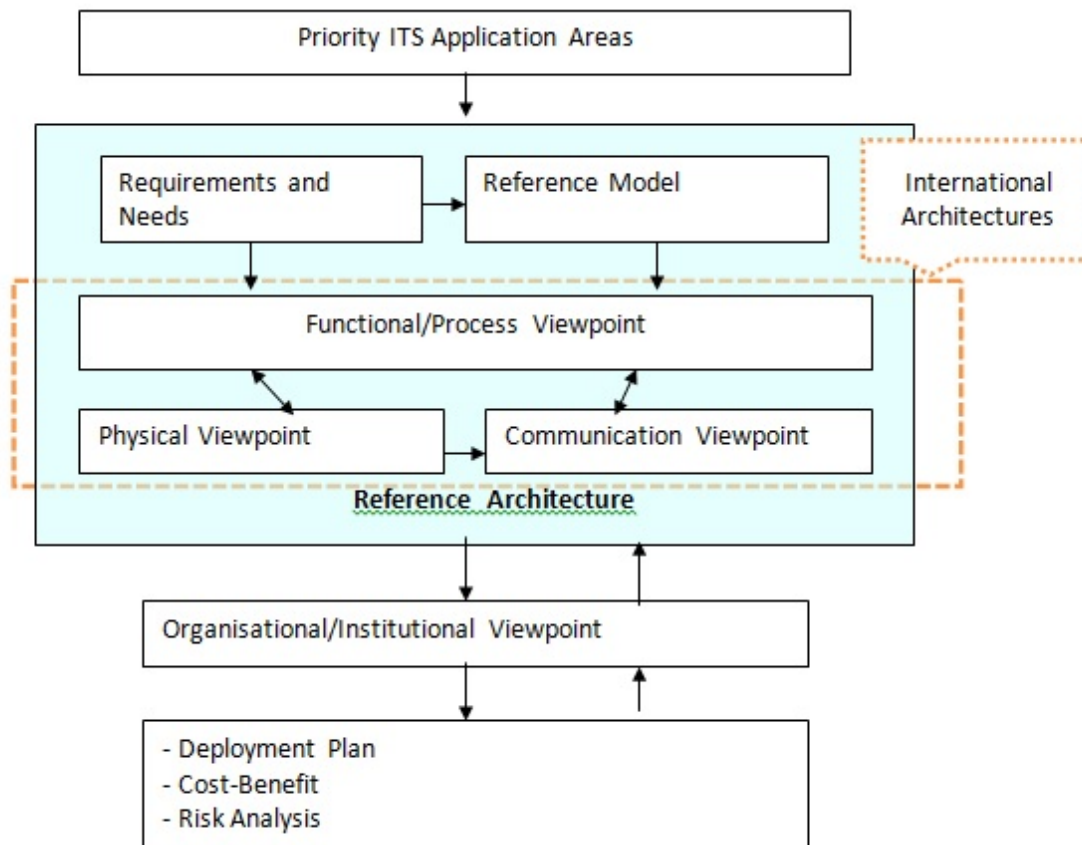 Priority ITS Application Areas
Requirements and
Needs
Reference Model
International
Architectures
Functional/Process Viewpoint
Physical Viewpoint
Communication Viewpoint
Reference Architecture
Organisational/Institutional Viewpoint
- Deployment Plan
- Cost-Benefit
- Risk Analysis